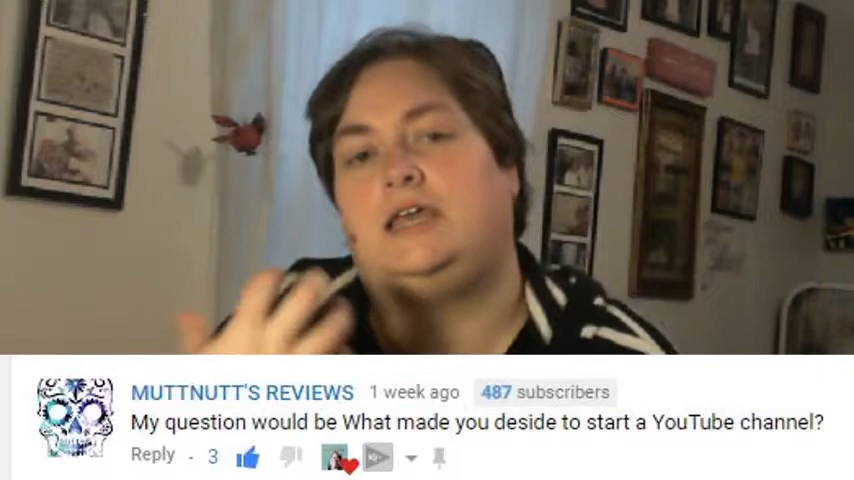 MUTTNUTT'S REVIEWS 1 week ago 487 subscribers
My question would be What made you deside to start a YouTube channel?
Reply · 3